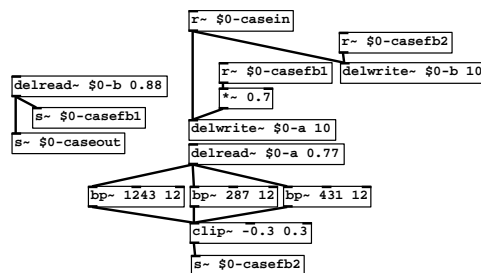 r~ $0-casein
r~ $0-casefb2
delread~ $0-b 0.88
r~ $0-casefb1
delwrite~ $0-b 10
*~ 0.7
s~ $0-casefb1
delwrite~ $0-a 10
s~ $0-caseout
delread~ $0-a 0.77
bp~ 1243 12
bp~ 287 12
bp~ 431 12
clip~ -0.3 0.3
s~ $0-casefb2